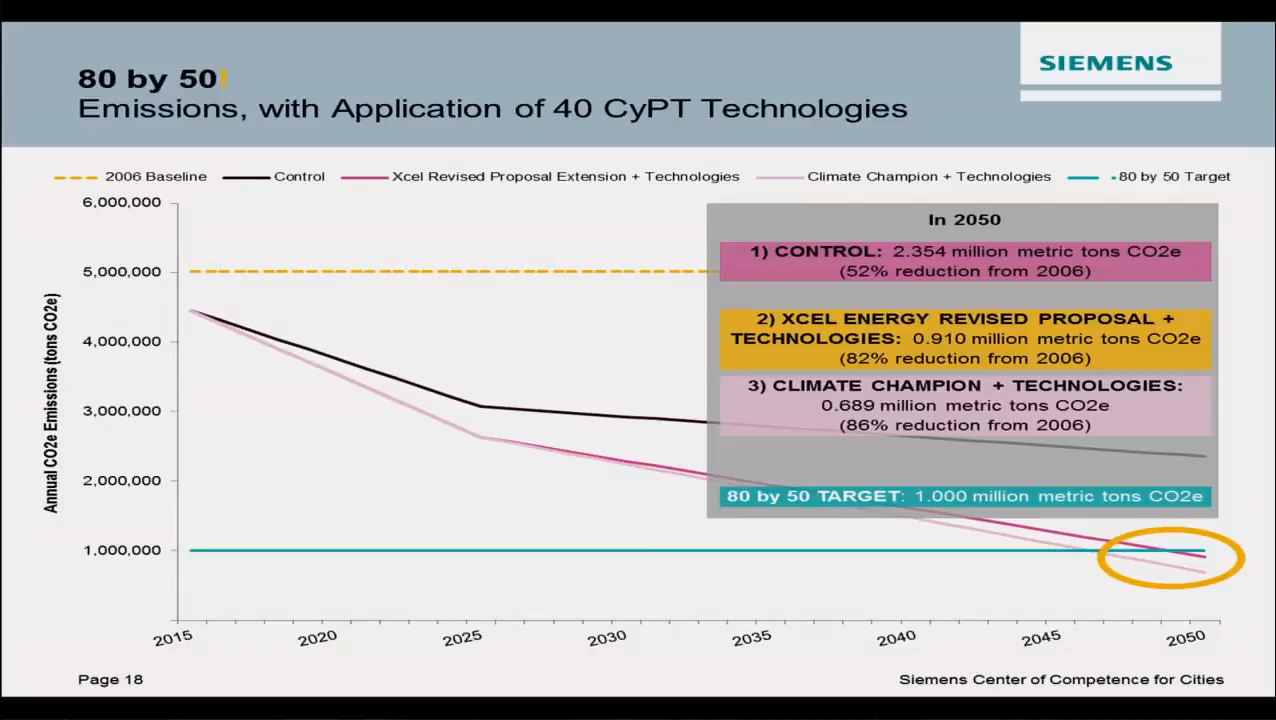 80 by 50!
SIEMENS
Emissions, with Application of 40 CyPT Technologies
2006 Baseline Control Xcel Revised Proposal Extension + Technologies Climate Champion + Technologies 80 by 50 Target
6,000,000
5,000,000
4,000,000
3,000,000
2,000,000
1,000,000
Annual CO2e Emissions (tons CO2e)
In 2050
1) CONTROL: 2.354 million metric tons CO2e
(52% reduction from 2006)
2) XCEL ENERGY REVISED PROPOSAL +
TECHNOLOGIES: 0.910 million metric tons CO2e
(82% reduction from 2006)
3) CLIMATE CHAMPION + TECHNOLOGIES:
0.689 million metric tons CO2e
(86% reduction from 2006)
80 by 50 TARGET: 1.000 million metric tons CO2e
2015 2020 2025 2030 2035 2040 2045 2050
Page 18
Siemens Center of Competence for Cities